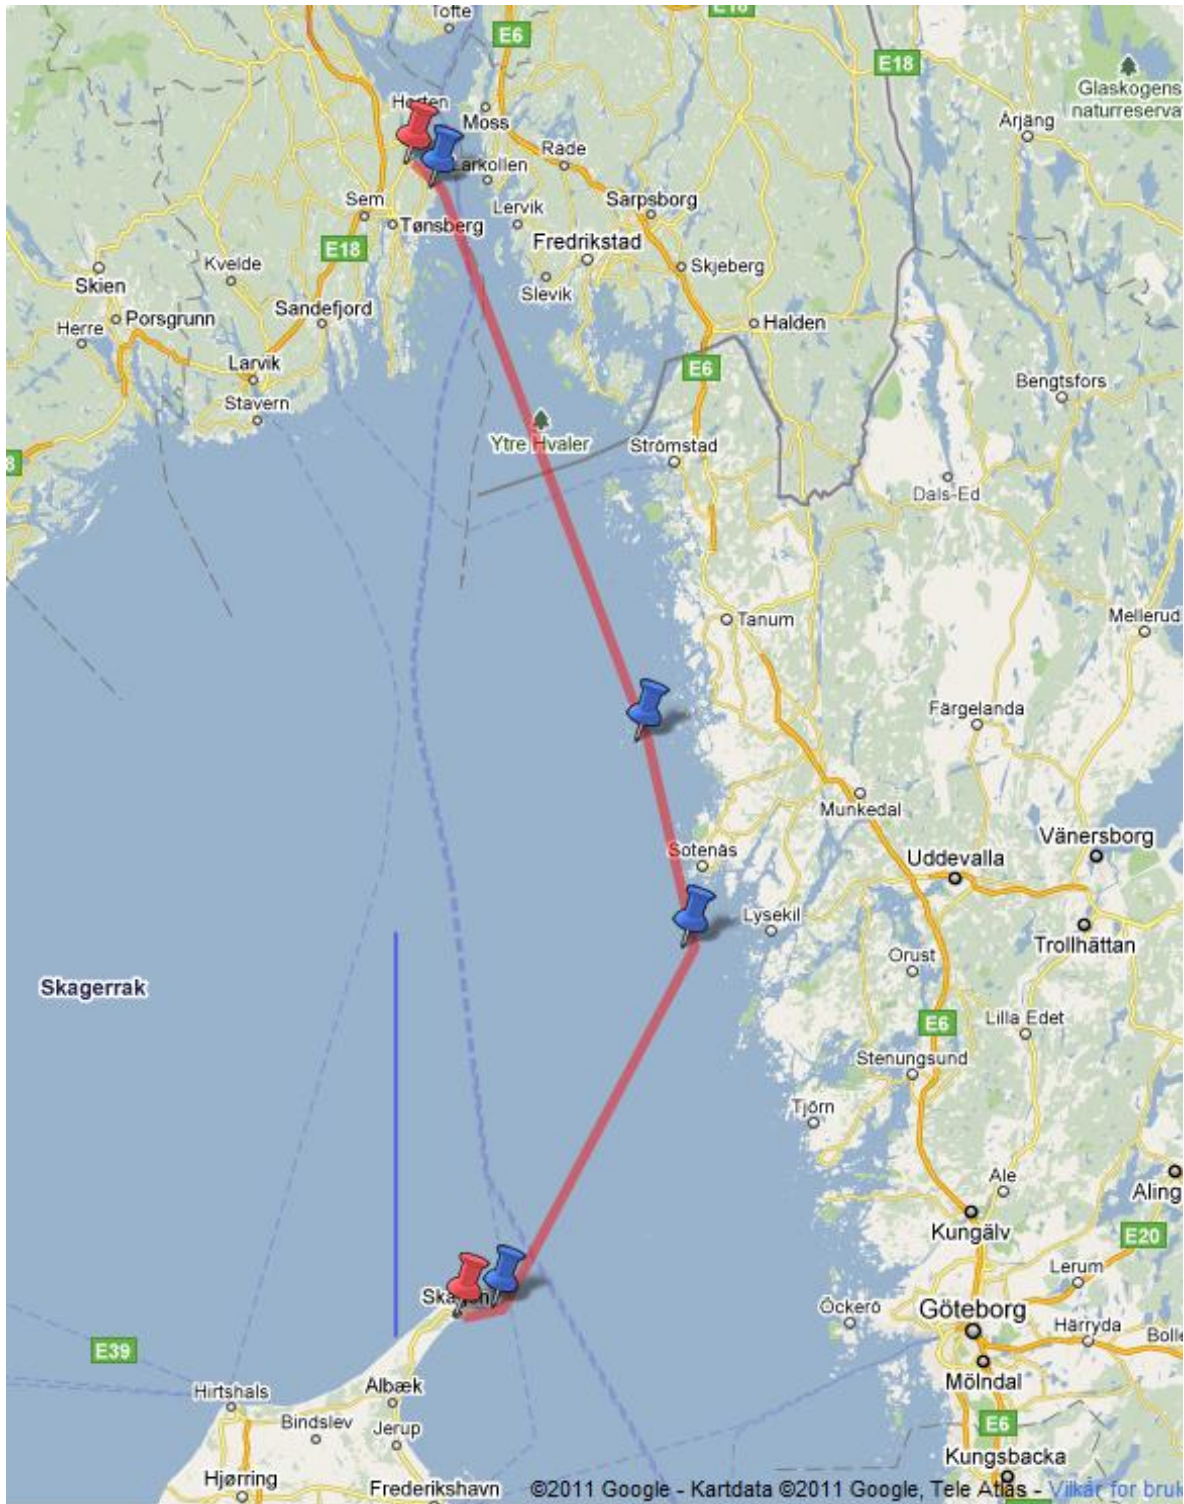 Tofte
E18
E6
E18
Glaskogens
naturreserva
Horten
Moss
Årjäng
Råde
Larkollen
Sem
Sarpsborg
Lervik
Tønsberg
E18
Fredrikstad
Kvelde
Skjeberg
Skien
Slevik
Sandefjord
Porsgrunn
Halden
Herre
Larvik
E6
Bengtsfors
Stavern
Ytre Hvaler
Strömstad
8
Dals-Ed
Mellerud
Tanum
Färgelanda
Munkedal
Vänersborg
Sotenäs
Uddevalla
Lysekil
Trollhättan
Orust
Skagerrak
E6
Lilla Edet
Stenungsund
Tjörn
Ale
Aling
Kungälv
E20
Lerum
Skagen
Öckerö
Göteborg
Härryda
Bolle
E39
Mölndal
Albæk
Hirtshals
Bindslev
Jerup
E6
Kungsbacka
Hjørring
Frederikshavn
©2011 Google - Kartdata ©2011 Google, Tele Atlas - Vilkår for bruk